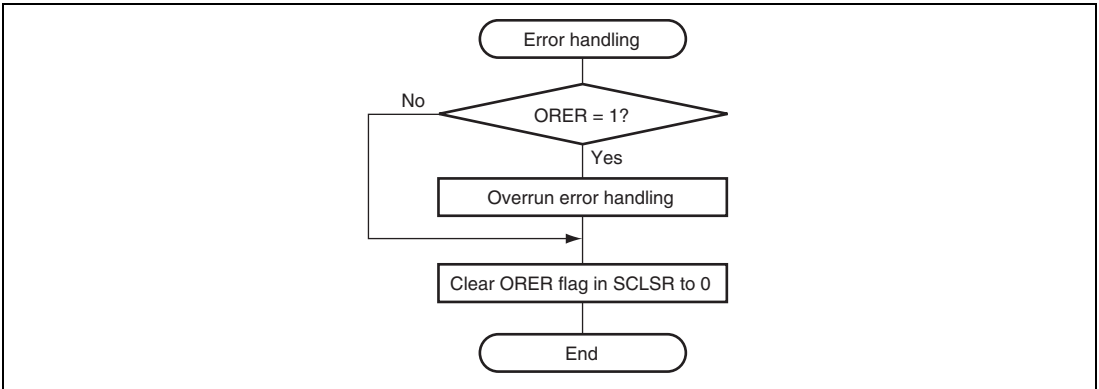 Error handling
No
ORER = 1?
Yes
Overrun error handling
Clear ORER flag in SCLSR to 0
End